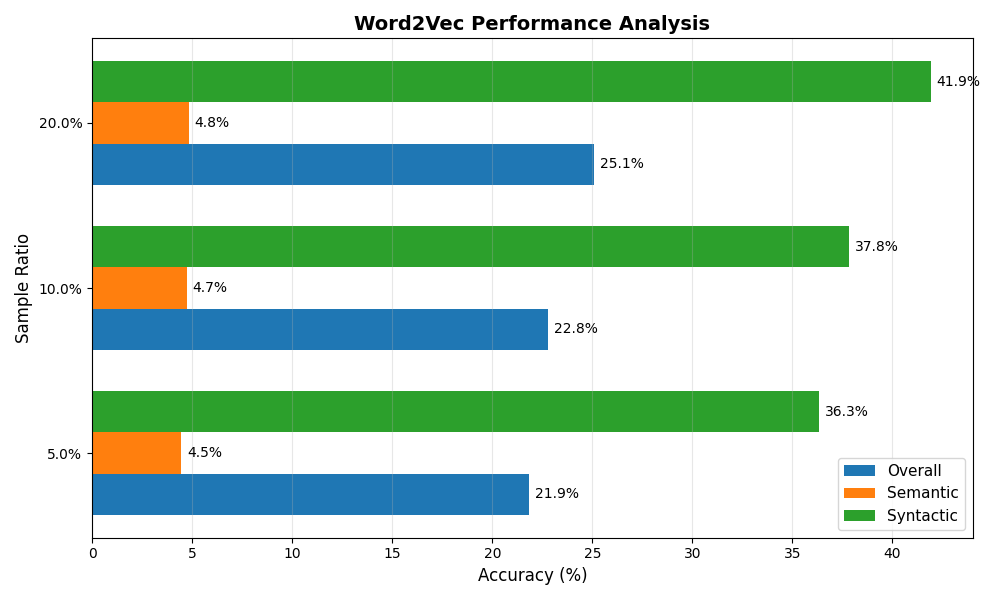 Word2Vec Performance Analysis
41.9%
20.0%
4.8%
25.1%
37.8%
10.0%
4.7%
22.8%
36.3%
5.0%
4.5%
21.9%
Sample Ratio
Overall
Semantic
Syntactic
0 5 10 15 20 25 30 35 40
Accuracy (%)